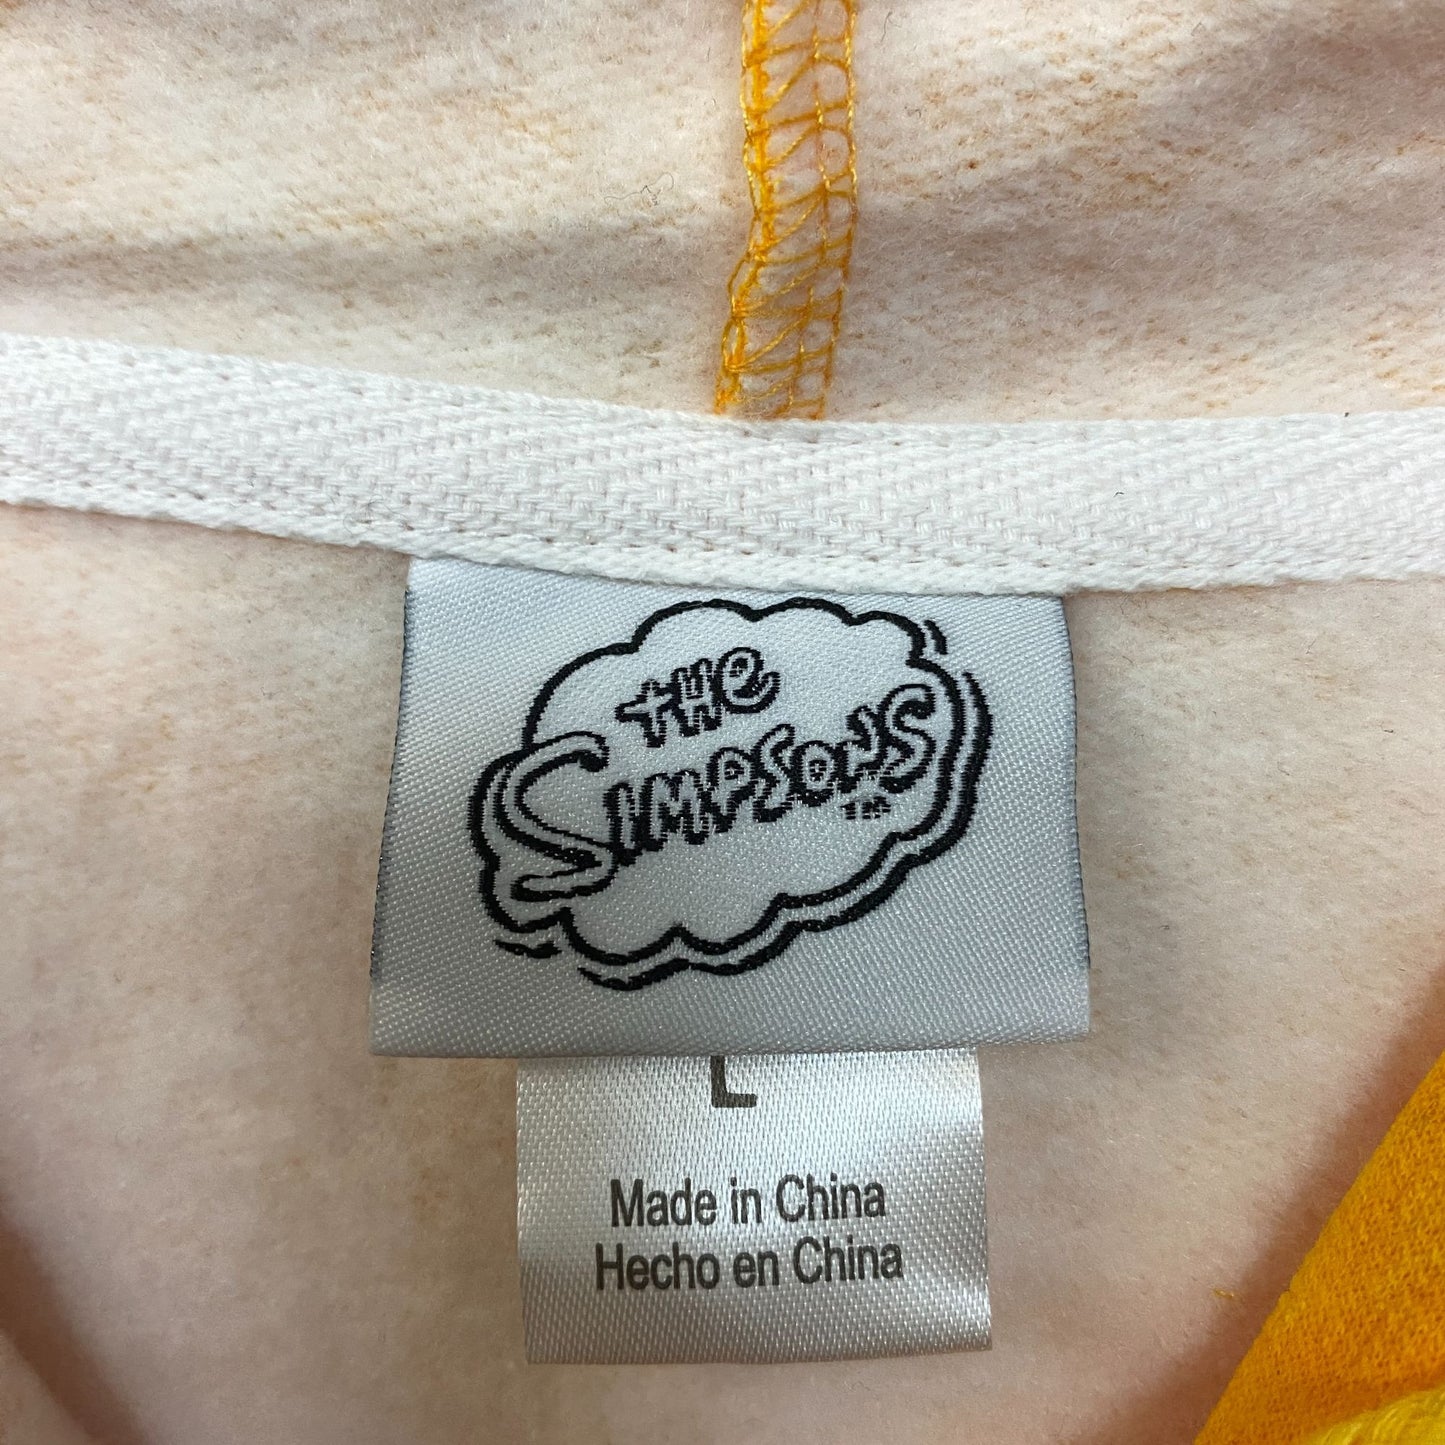 THe
SIMPSONS
TM
L
Made in China
Hecho en China